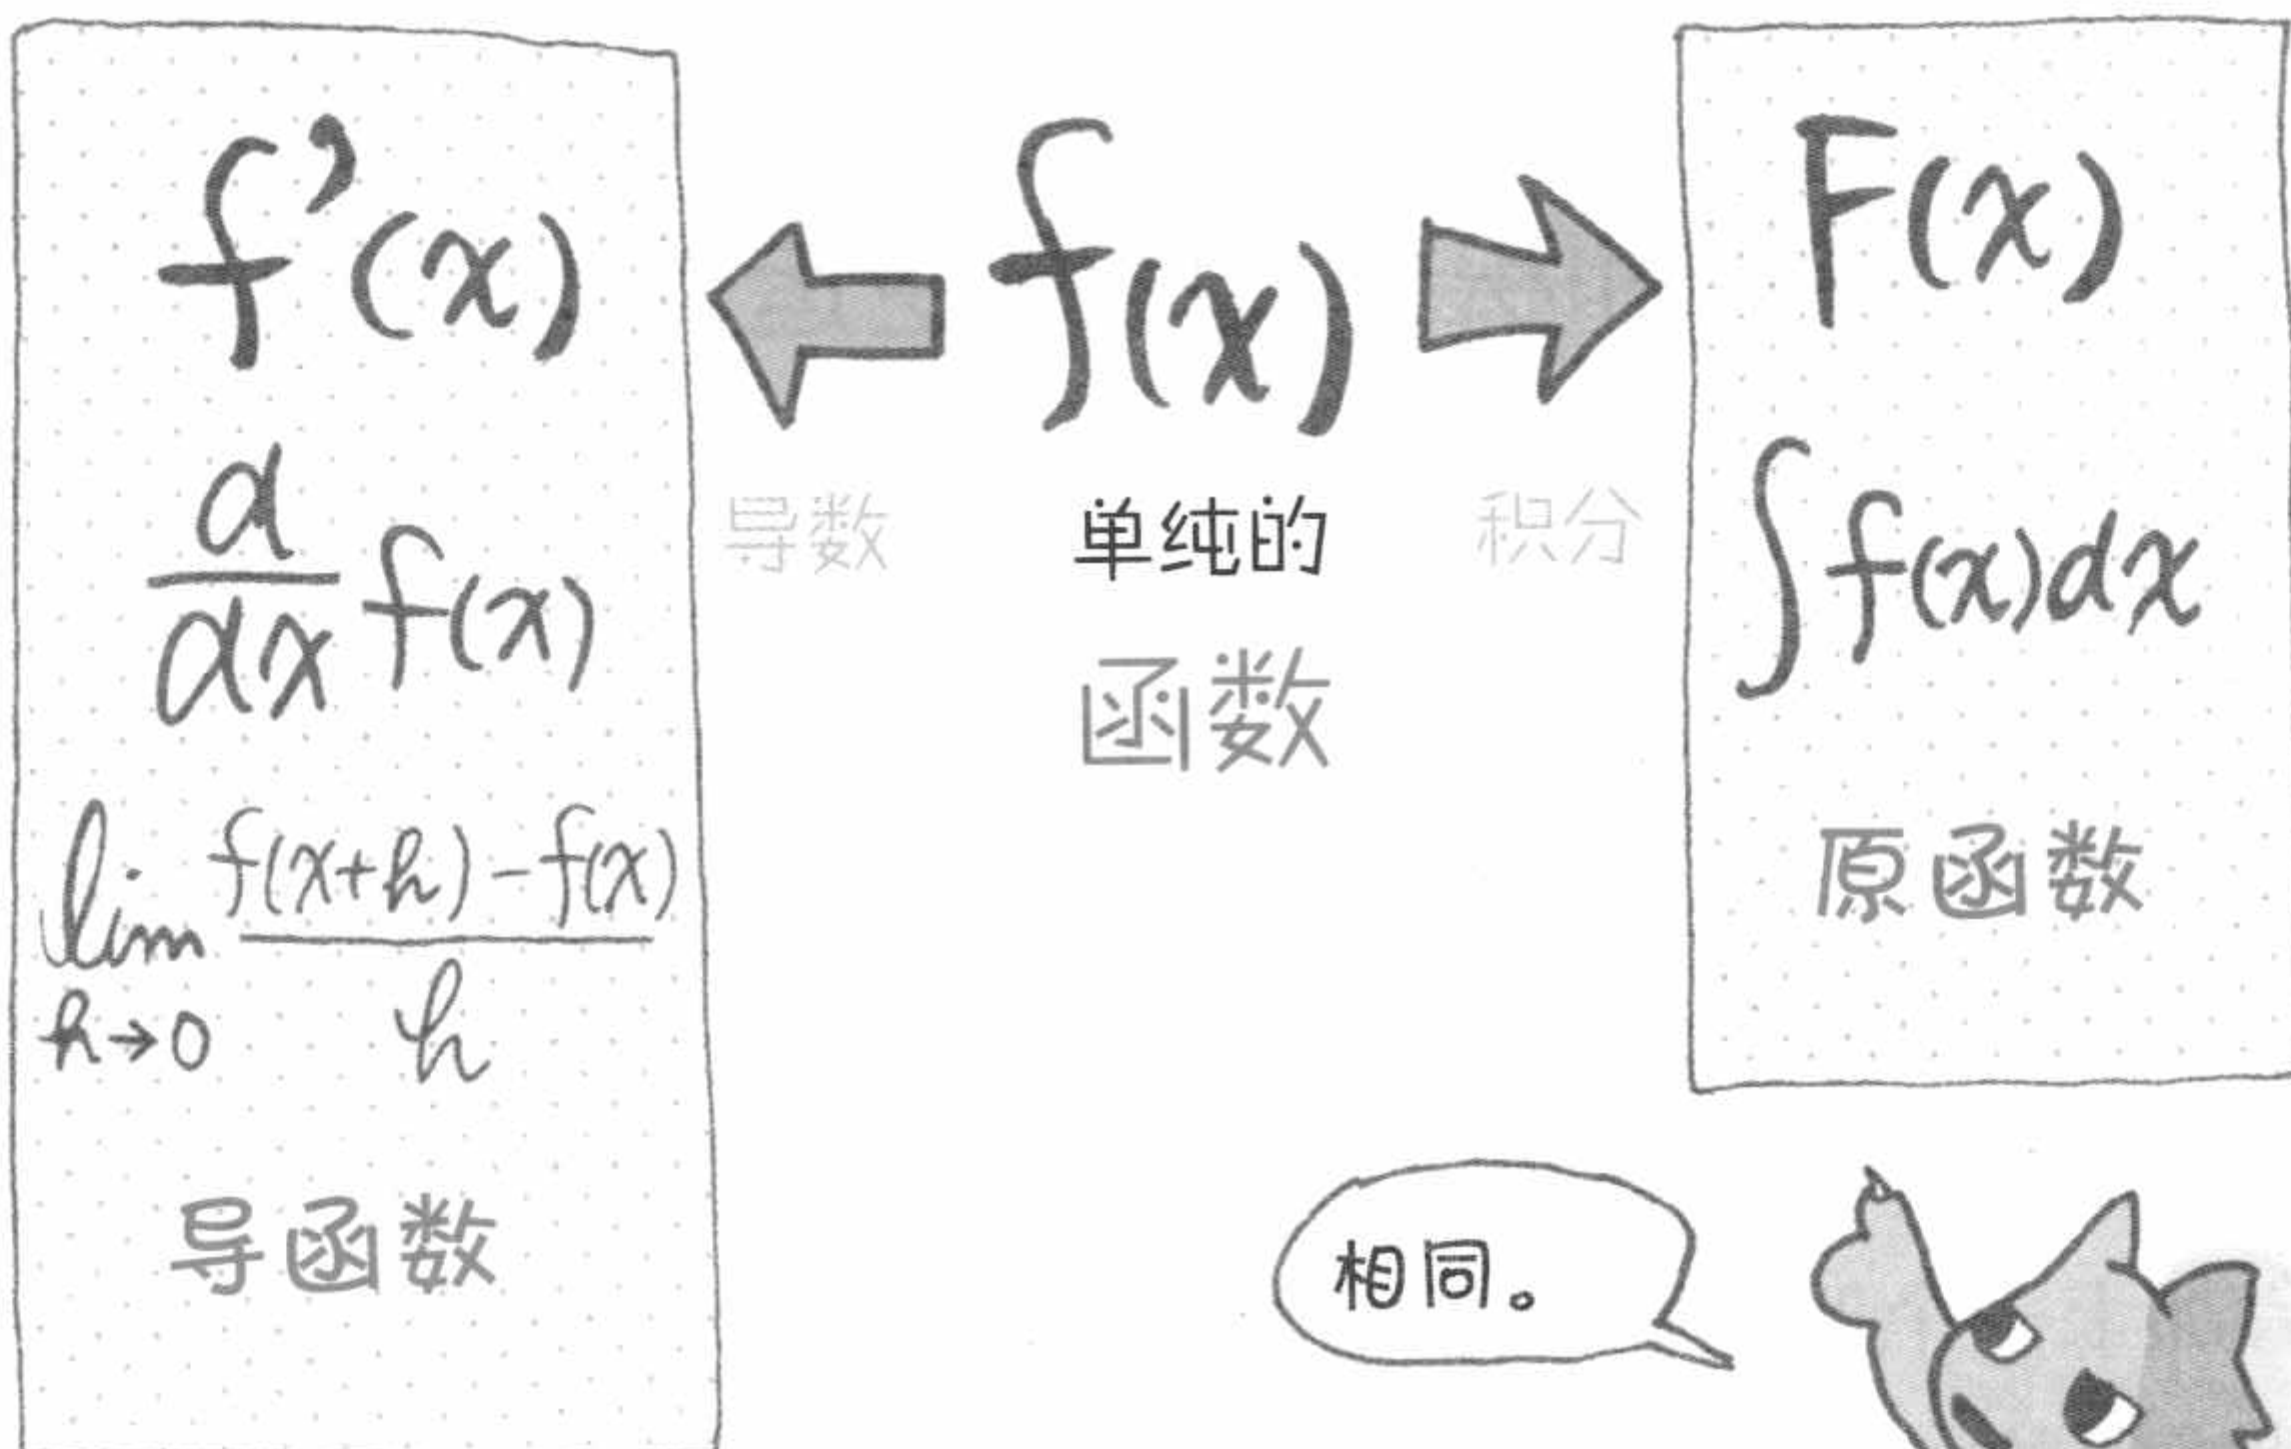 f'(x)
d/dx f(x)
lim h→0 f(x+h)-f(x)/h
导函数
导数
f(x)
单纯的
函数
积分
F(x)
∫f(x)dx
原函数
相同。